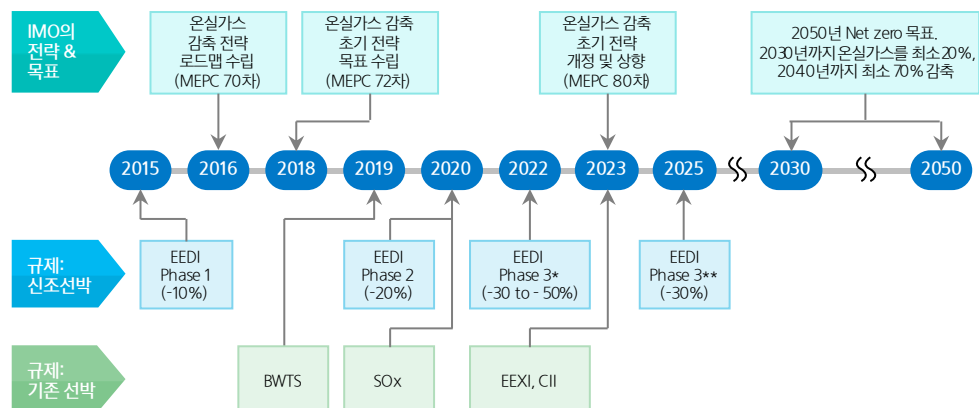 IMO의
전략 &
목표
온실가스
감축 전략
로드맵 수립
(MEPC 70차)
온실가스 감축
초기 전략
목표 수립
(MEPC 72차)
온실가스 감축
초기 전략
개정 및 상향
(MEPC 80차)
2050년 Net zero 목표.
2030년까지 온실가스를 최소 20%,
2040년까지 최소 70% 감축
2015
2016
2018
2019
2020
2022
2023
2025
2030
2050
규제:
신조선박
EEDI
Phase 1
(-10%)
EEDI
Phase 2
(-20%)
EEDI
Phase 3*
(-30 to - 50%)
EEDI
Phase 3**
(-30%)
규제:
기존 선박
BWTS
SOx
EEXI, CII